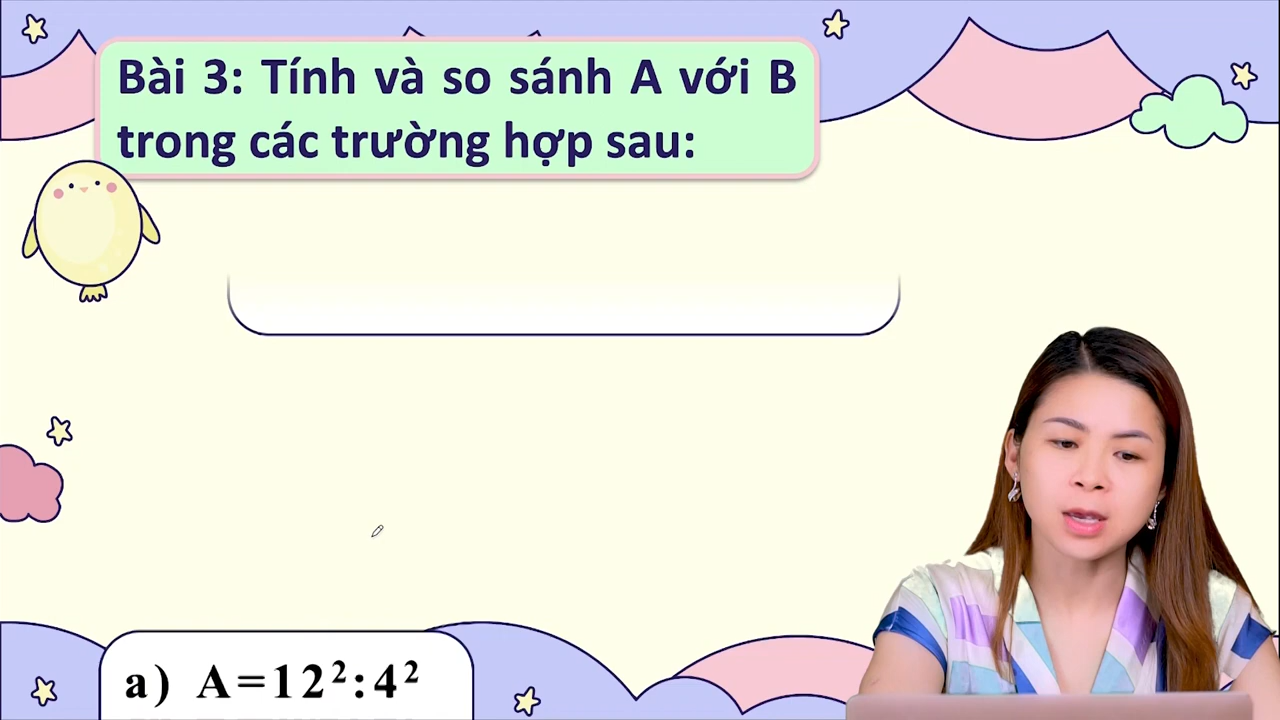 Bài 3: Tính và so sánh A với B
trong các trường hợp sau:
a) A=12²:4²